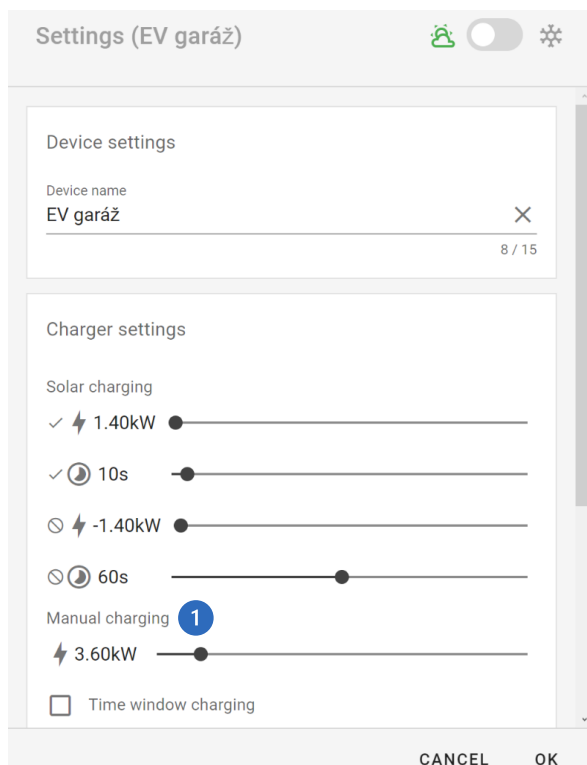 Settings (EV garáž)
Device settings
Device name
EV garáž
8 / 15
Charger settings
Solar charging
1.40kW
10s
-1.40kW
60s
Manual charging 1
3.60kW
Time window charging
CANCEL OK